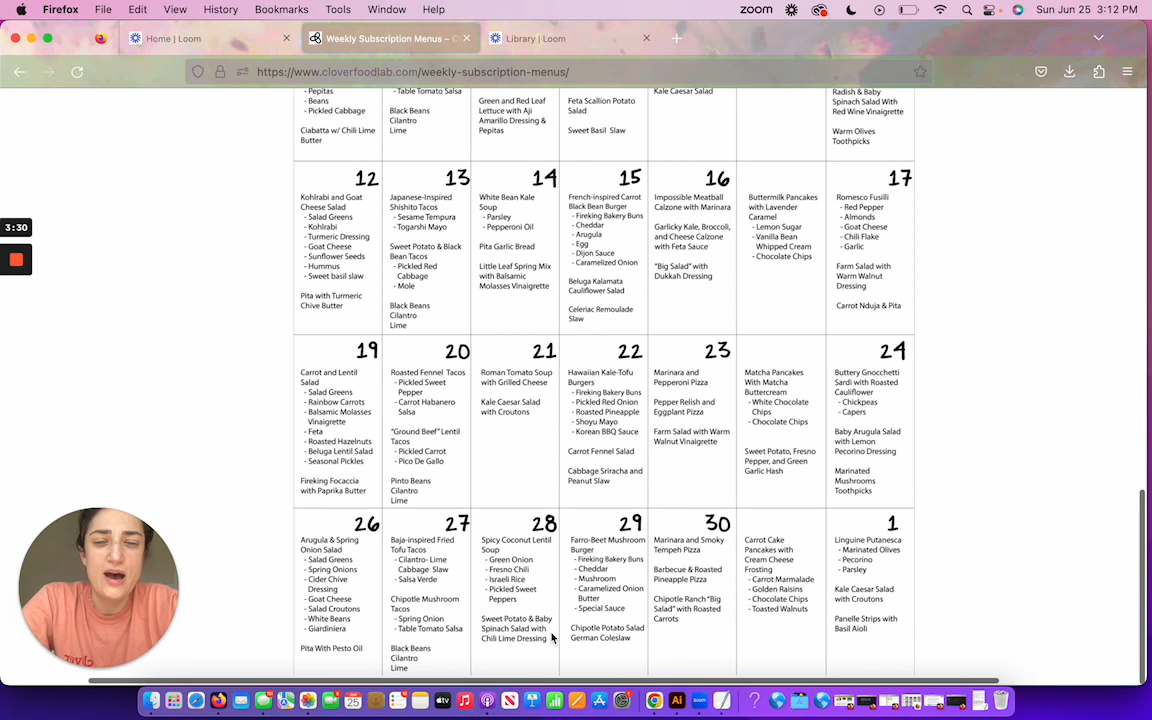 Firefox File Edit View History Bookmarks Tools Window Help
zoom Sun Jun 25 3:12 PM
Home | Loom
Weekly Subscription Menus – C
Library | Loom
https://www.cloverfoodlab.com/weekly-subscription-menus/
3:30
- Pepitas
- Beans
- Pickled Cabbage
Ciabatta w/ Chili Lime
Butter
- Table Tomato Salsa
Black Beans
Cilantro
Lime
Green and Red Leaf
Lettuce with Aji
Amarillo Dressing &
Pepitas
Feta Scallion Potato
Salad
Sweet Basil Slaw
Kale Caesar Salad
Radish & Baby
Spinach Salad With
Red Wine Vinaigrette
Warm Olives
Toothpicks
12
Kohlrabi and Goat
Cheese Salad
- Salad Greens
- Kohlrabi
- Turmeric Dressing
- Goat Cheese
- Sunflower Seeds
- Hummus
- Sweet basil slaw
Pita with Turmeric
Chive Butter
13
Japanese-Inspired
Shishito Tacos
- Sesame Tempura
- Togarshi Mayo
Sweet Potato & Black
Bean Tacos
- Pickled Red
Cabbage
- Mole
Black Beans
Cilantro
Lime
14
White Bean Kale
Soup
- Parsley
- Pepperoni Oil
Pita Garlic Bread
Little Leaf Spring Mix
with Balsamic
Molasses Vinaigrette
15
French-inspired Carrot
Black Bean Burger
- Fireking Bakery Buns
- Cheddar
- Arugula
- Egg
- Dijon Sauce
- Caramelized Onion
Beluga Kalamata
Cauliflower Salad
Celeriac Remoulade
Slaw
16
Impossible Meatball
Calzone with Marinara
Garlicky Kale, Broccoli,
and Cheese Calzone
with Feta Sauce
"Big Salad" with
Dukkah Dressing
Buttermilk Pancakes
with Lavender
Caramel
- Lemon Sugar
- Vanilla Bean
Whipped Cream
- Chocolate Chips
17
Romesco Fusilli
- Red Pepper
- Almonds
- Goat Cheese
- Chili Flake
- Garlic
Farm Salad with
Warm Walnut
Dressing
Carrot Nduja & Pita
19
Carrot and Lentil
Salad
- Salad Greens
- Rainbow Carrots
- Balsamic Molasses
Vinaigrette
- Feta
- Roasted Hazelnuts
- Beluga Lentil Salad
- Seasonal Pickles
Fireking Focaccia
with Paprika Butter
20
Roasted Fennel Tacos
- Pickled Sweet
Pepper
- Carrot Habanero
Salsa
"Ground Beef" Lentil
Tacos
- Pickled Carrot
- Pico De Gallo
Pinto Beans
Cilantro
Lime
21
Roman Tomato Soup
with Grilled Cheese
Kale Caesar Salad
with Croutons
22
Hawaiian Kale-Tofu
Burgers
- Fireking Bakery Buns
- Pickled Red Onion
- Roasted Pineapple
- Shoyu Mayo
- Korean BBQ Sauce
Carrot Fennel Salad
Cabbage Sriracha and
Peanut Slaw
23
Marinara and
Pepperoni Pizza
Pepper Relish and
Eggplant Pizza
Farm Salad with Warm
Walnut Vinaigrette
Matcha Pancakes
With Matcha
Buttercream
- White Chocolate
Chips
- Chocolate Chips
Sweet Potato, Fresno
Pepper, and Green
Garlic Hash
24
Buttery Gnocchetti
Sardi with Roasted
Cauliflower
- Chickpeas
- Capers
Baby Arugula Salad
with Lemon
Pecorino Dressing
Marinated
Mushrooms
Toothpicks
26
Arugula & Spring
Onion Salad
- Salad Greens
- Spring Onions
- Cider Chive
Dressing
- Goat Cheese
- Salad Croutons
- White Beans
- Giardiniera
Pita With Pesto Oil
27
Baja-inspired Fried
Tofu Tacos
- Cilantro- Lime
Cabbage Slaw
- Salsa Verde
Chipotle Mushroom
Tacos
- Spring Onion
- Table Tomato Salsa
Black Beans
Cilantro
Lime
28
Spicy Coconut Lentil
Soup
- Green Onion
- Fresno Chili
- Israeli Rice
- Pickled Sweet
Peppers
Sweet Potato & Baby
Spinach Salad with
Chili Lime Dressing
29
Farro-Beet Mushroom
Burger
- Fireking Bakery Buns
- Cheddar
- Mushroom
- Caramelized Onion
Butter
- Special Sauce
Chipotle Potato Salad
German Coleslaw
30
Marinara and Smoky
Tempeh Pizza
Barbecue & Roasted
Pineapple Pizza
Chipotle Ranch "Big
Salad" with Roasted
Carrots
Carrot Cake
Pancakes with
Cream Cheese
Frosting
- Carrot Marmalade
- Golden Raisins
- Chocolate Chips
- Toasted Walnuts
1
Linguine Putanesca
- Marinated Olives
- Pecorino
- Parsley
Kale Caesar Salad
with Croutons
Panelle Strips with
Basil Aioli